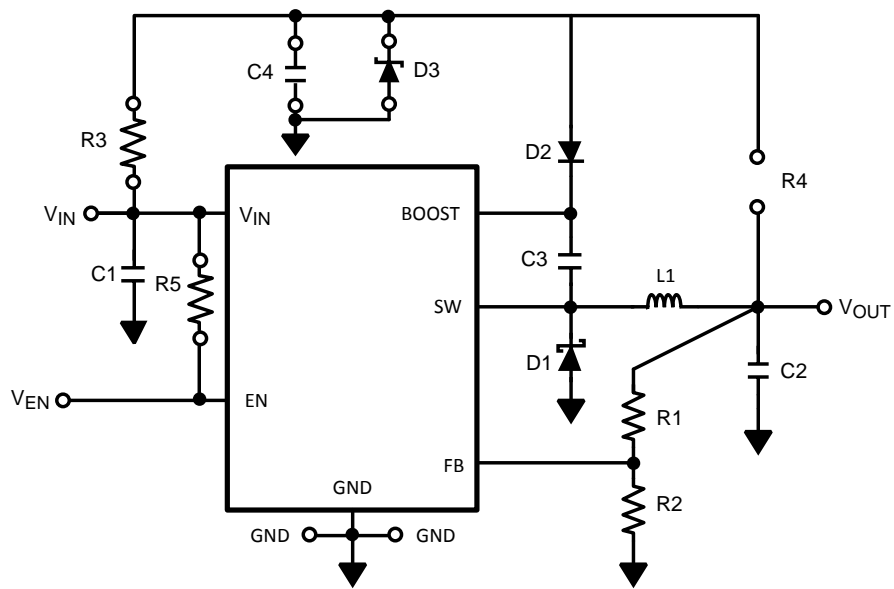 C4
D3
R3
D2
R4
VIN
VIN
BOOST
C1
R5
C3
L1
SW
VOUT
D1
C2
VEN
EN
R1
FB
GND
R2
GND
GND